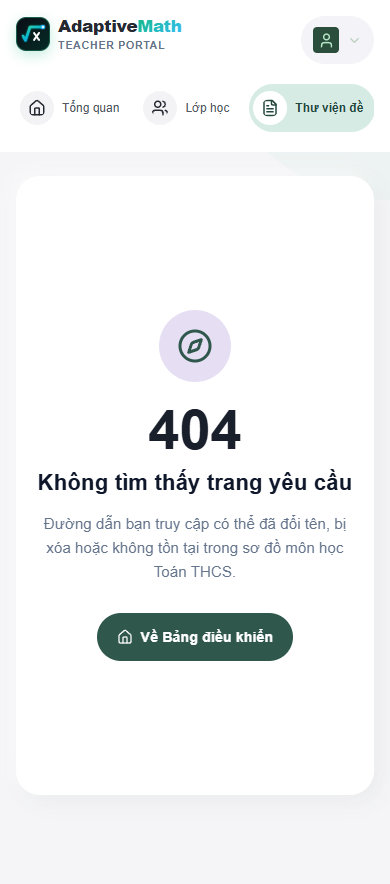 AdaptiveMath
TEACHER PORTAL
Tổng quan
Lớp học
Thư viện đề
404
Không tìm thấy trang yêu cầu
Đường dẫn bạn truy cập có thể đã đổi tên, bị
xóa hoặc không tồn tại trong sơ đồ môn học
Toán THCS.
Về Bảng điều khiển